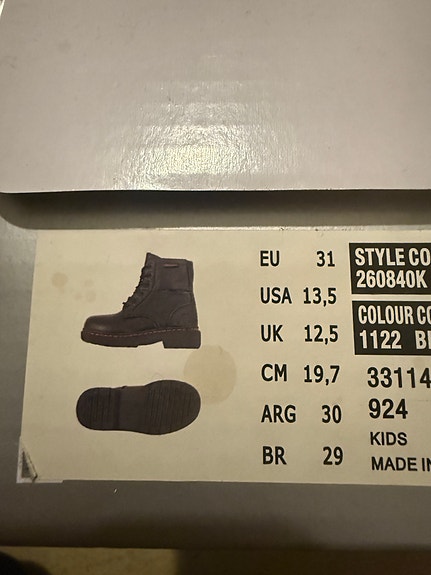 EU 31
USA 13,5
UK 12,5
CM 19,7
ARG 30
BR 29
STYLE CO
260840K
COLOUR CO
1122
33114
924
KIDS
MADE IN